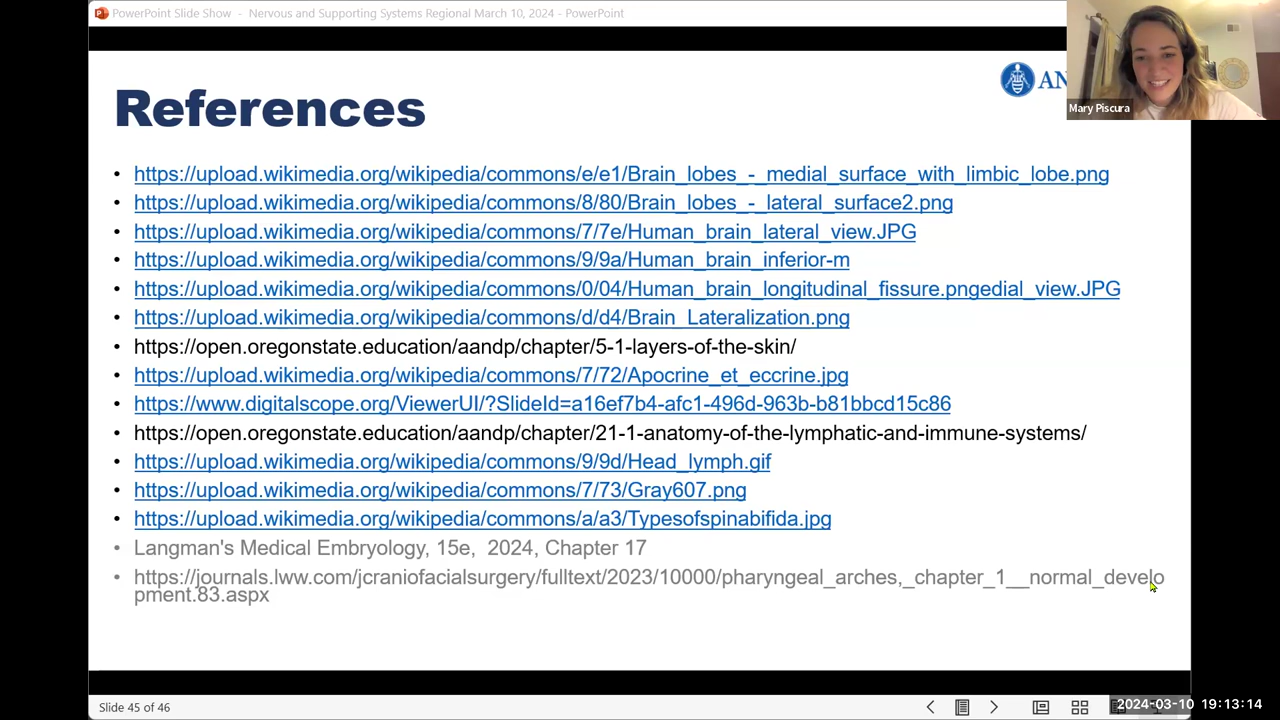 PowerPoint Slide Show - Nervous and Supporting Systems Regional March 10, 2024 - PowerPoint
AN
Mary Piscura
References
• https://upload.wikimedia.org/wikipedia/commons/e/e1/Brain_lobes_-_medial_surface_with_limbic_lobe.png
• https://upload.wikimedia.org/wikipedia/commons/8/80/Brain_lobes_-_lateral_surface2.png
• https://upload.wikimedia.org/wikipedia/commons/7/7e/Human_brain_lateral_view.JPG
• https://upload.wikimedia.org/wikipedia/commons/9/9a/Human_brain_inferior-m
• https://upload.wikimedia.org/wikipedia/commons/0/04/Human_brain_longitudinal_fissure.pngedial_view.JPG
• https://upload.wikimedia.org/wikipedia/commons/d/d4/Brain_Lateralization.png
• https://open.oregonstate.education/aandp/chapter/5-1-layers-of-the-skin/
• https://upload.wikimedia.org/wikipedia/commons/7/72/Apocrine_et_eccrine.jpg
• https://www.digitalscope.org/ViewerUI/?SlideId=a16ef7b4-afc1-496d-963b-b81bbcd15c86
• https://open.oregonstate.education/aandp/chapter/21-1-anatomy-of-the-lymphatic-and-immune-systems/
• https://upload.wikimedia.org/wikipedia/commons/9/9d/Head_lymph.gif
• https://upload.wikimedia.org/wikipedia/commons/7/73/Gray607.png
• https://upload.wikimedia.org/wikipedia/commons/a/a3/Typesofspinabifida.jpg
• Langman's Medical Embryology, 15e, 2024, Chapter 17
• https://journals.lww.com/jcraniofacialsurgery/fulltext/2023/10000/pharyngeal_arches,_chapter_1__normal_develo
pment.83.aspx
Slide 45 of 46
2024-03-10 19:13:14